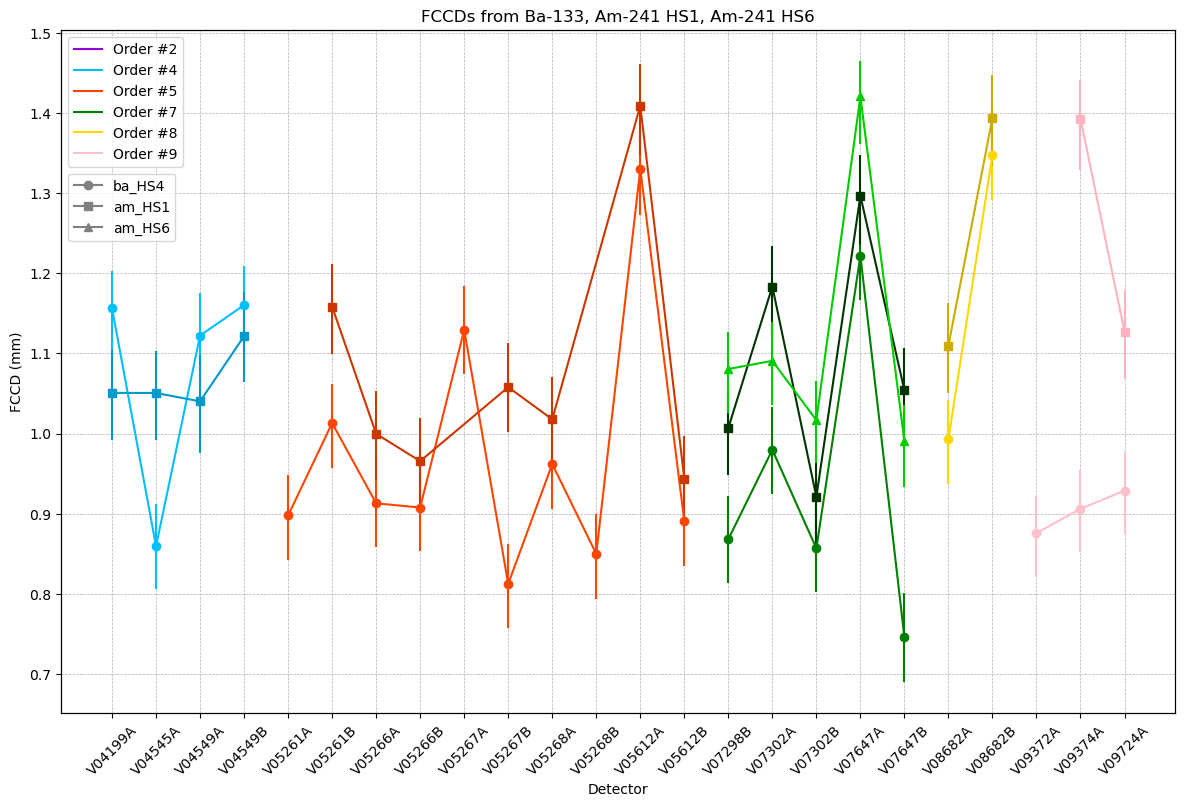 FCCDs from Ba-133, Am-241 HS1, Am-241 HS6
Order #2
Order #4
Order #5
Order #7
Order #8
Order #9
ba_HS4
am_HS1
am_HS6
FCCD (mm)
1.5
1.4
1.3
1.2
1.1
1.0
0.9
0.8
0.7
V04199A
V04545A
V04549A
V04549B
V05261A
V05261B
V05266A
V05266B
V05267A
V05267B
V05268A
V05268B
V05612A
V05612B
V07298B
V07302A
V07302B
V07647A
V07647B
V08682A
V08682B
V09372A
V09374A
V09724A
Detector